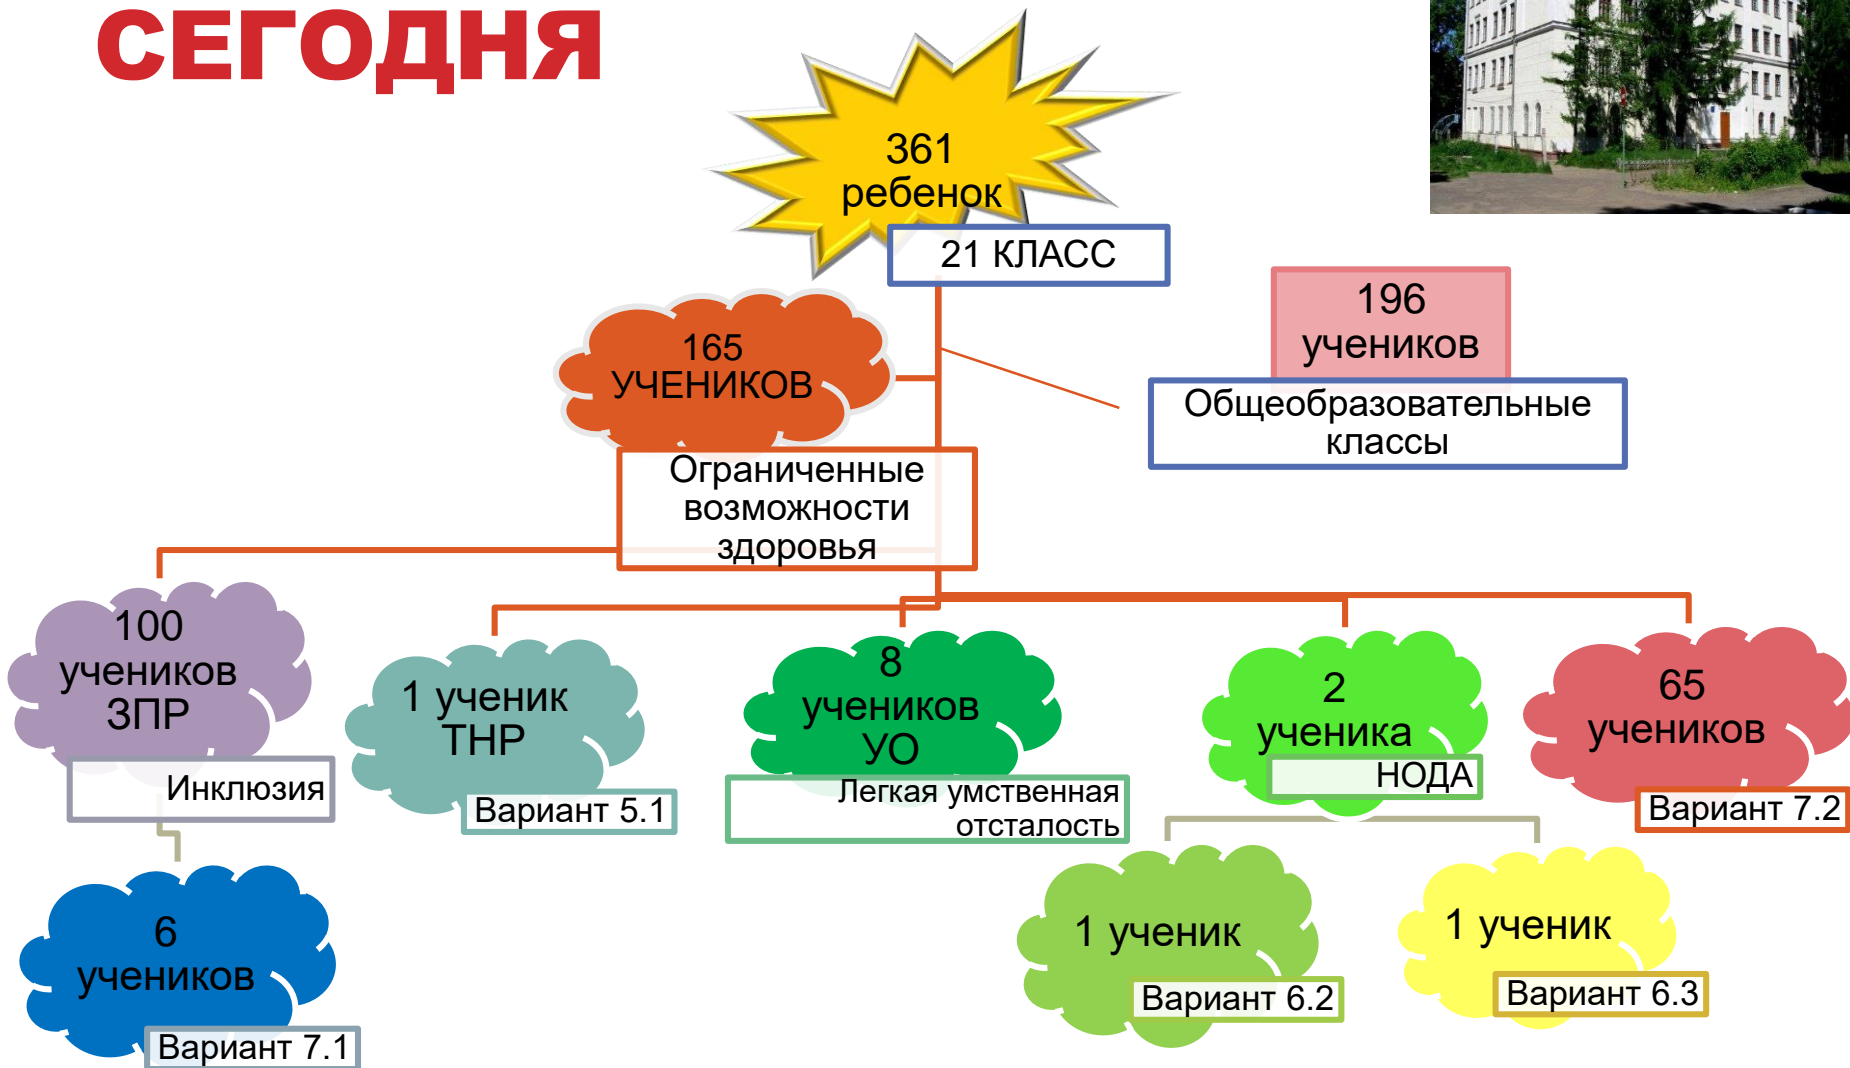 СЕГОДНЯ
361
ребенок
21 КЛАСС
165
УЧЕНИКОВ
Ограниченные
возможности
здоровья
196
учеников
Общеобразовательные
классы
100
учеников
ЗПР
Инклюзия
1 ученик
ТНР
Вариант 5.1
8
учеников
УО
Легкая умственная
отсталость
2
ученика
НОДА
65
учеников
Вариант 7.2
6
учеников
Вариант 7.1
1 ученик
Вариант 6.2
1 ученик
Вариант 6.3